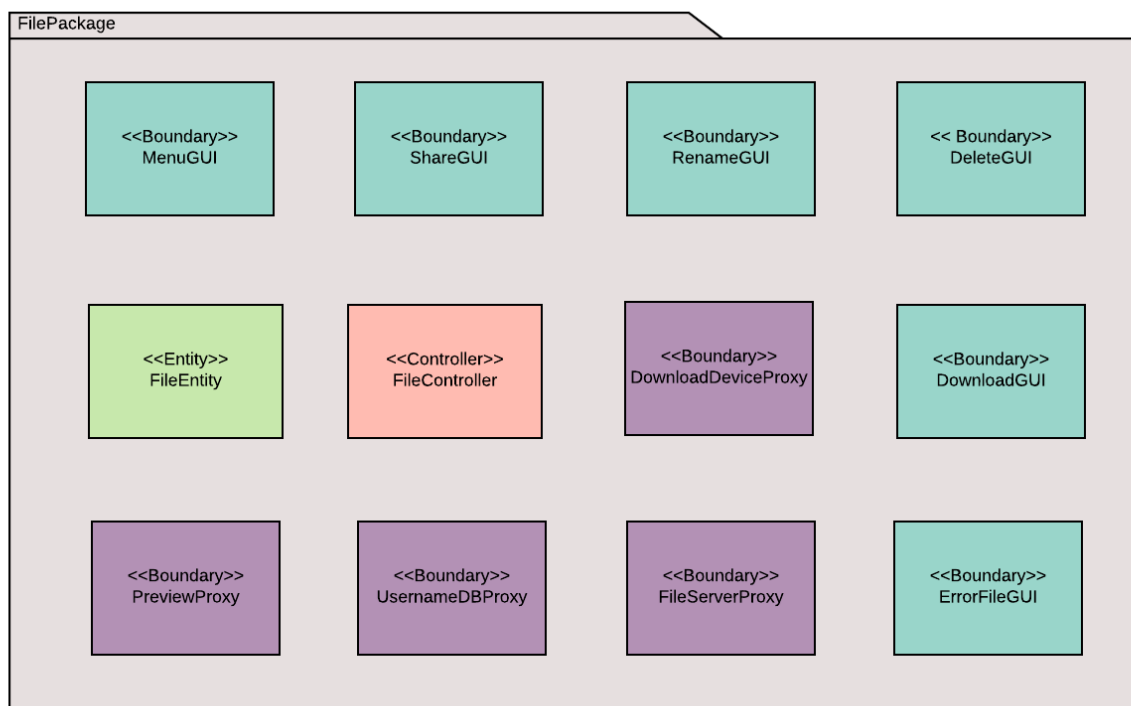 FilePackage
<<Boundary>>
MenuGUI
<<Boundary>>
ShareGUI
<<Boundary>>
RenameGUI
<< Boundary>>
DeleteGUI
<<Entity>>
FileEntity
<<Controller>>
FileController
<<Boundary>>
DownloadDeviceProxy
<<Boundary>>
DownloadGUI
<<Boundary>>
PreviewProxy
<<Boundary>>
UsernameDBProxy
<<Boundary>>
FileServerProxy
<<Boundary>>
ErrorFileGUI